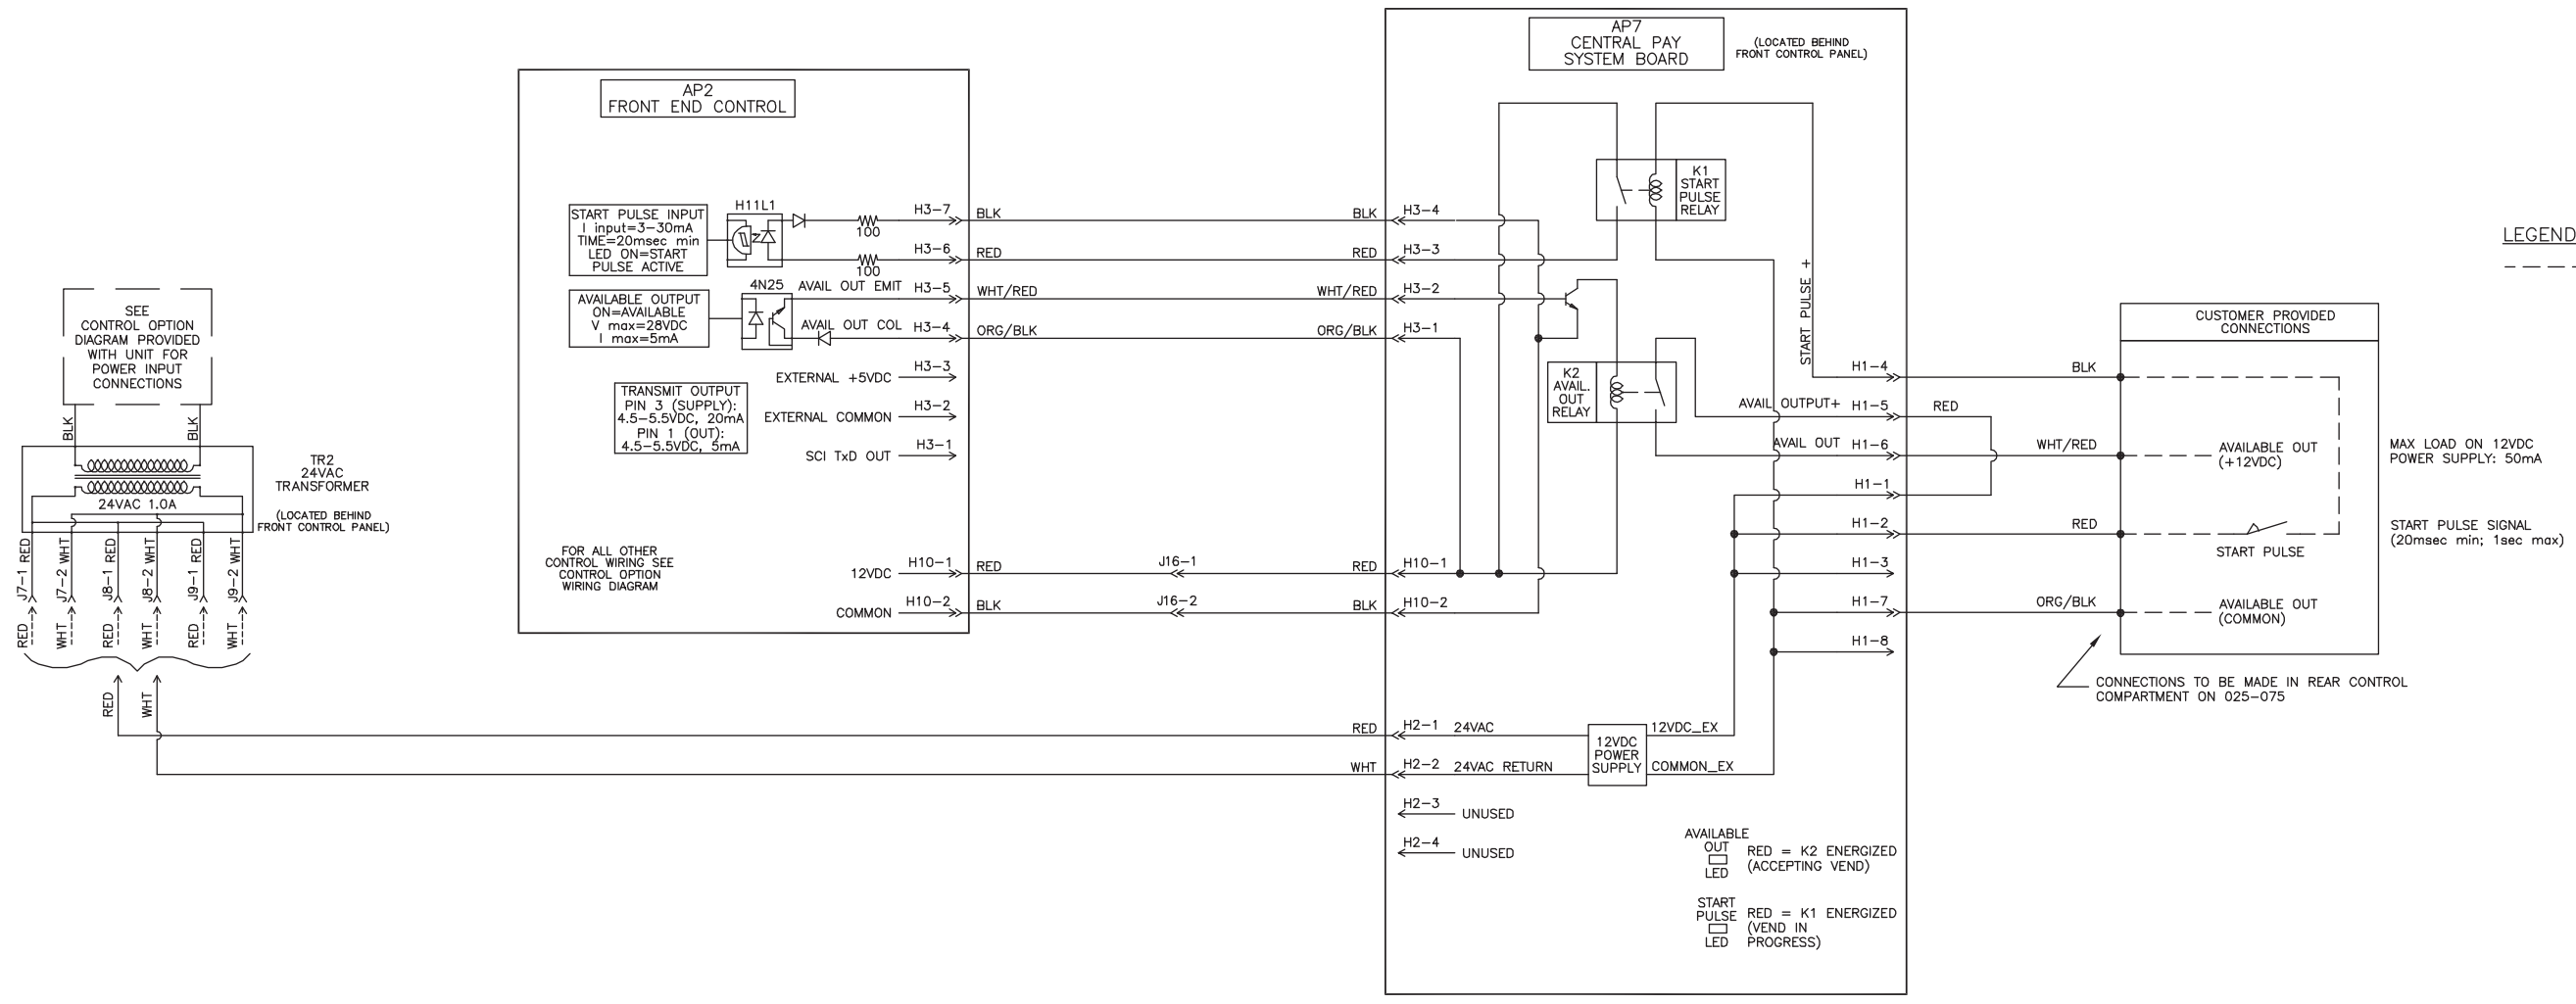 AP7
CENTRAL PAY
SYSTEM BOARD
(LOCATED BEHIND
FRONT CONTROL PANEL)
AP2
FRONT END CONTROL
START PULSE INPUT
I input=3-30mA
TIME=20msec min
LED ON=START
PULSE ACTIVE
H11L1
100
100
H3-7
BLK
H3-6
RED
AVAILABLE OUTPUT
ON=AVAILABLE
V max=28VDC
I max=5mA
4N25
AVAIL OUT EMIT
H3-5
WHT/RED
AVAIL OUT COL
H3-4
ORG/BLK
EXTERNAL +5VDC
H3-3
EXTERNAL COMMON
H3-2
SCI TxD OUT
H3-1
TRANSMIT OUTPUT
PIN 3 (SUPPLY):
4.5-5.5VDC, 20mA
PIN 1 (OUT):
4.5-5.5VDC, 5mA
FOR ALL OTHER
CONTROL WIRING SEE
CONTROL OPTION
WIRING DIAGRAM
12VDC
H10-1
RED
COMMON
H10-2
BLK
J16-1
J16-2
BLK
H3-4
RED
H3-3
WHT/RED
H3-2
ORG/BLK
H3-1
RED
H10-1
BLK
H10-2
K1
START
PULSE
RELAY
K2
AVAIL.
OUT
RELAY
START PULSE +
H1-4
BLK
AVAIL OUTPUT+
H1-5
RED
AVAIL OUT
H1-6
WHT/RED
H1-1
H1-2
RED
H1-3
H1-7
ORG/BLK
H1-8
CUSTOMER PROVIDED
CONNECTIONS
AVAILABLE OUT
(+12VDC)
START PULSE
AVAILABLE OUT
(COMMON)
MAX LOAD ON 12VDC
POWER SUPPLY: 50mA
START PULSE SIGNAL
(20msec min; 1sec max)
CONNECTIONS TO BE MADE IN REAR CONTROL
COMPARTMENT ON 025-075
LEGEND
SEE
CONTROL OPTION
DIAGRAM PROVIDED
WITH UNIT FOR
POWER INPUT
CONNECTIONS
BLK
BLK
24VAC 1.0A
TR2
24VAC
TRANSFORMER
(LOCATED BEHIND
FRONT CONTROL PANEL)
J7-1 RED
J7-2 WHT
J8-1 RED
J8-2 WHT
J9-1 RED
J9-2 WHT
RED
WHT
RED
WHT
RED
WHT
RED
WHT
RED
H2-1
24VAC
WHT
H2-2
24VAC RETURN
H2-3
UNUSED
H2-4
UNUSED
12VDC
POWER
SUPPLY
12VDC_EX
COMMON_EX
AVAILABLE
OUT
LED
RED = K2 ENERGIZED
(ACCEPTING VEND)
START
PULSE
LED
RED = K1 ENERGIZED
(VEND IN
PROGRESS)